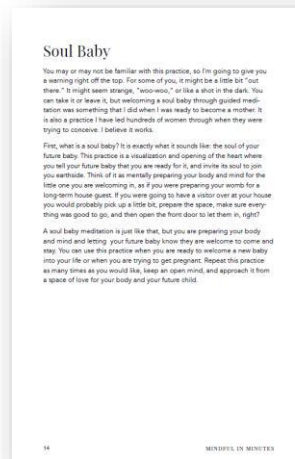 Soul Baby
You may or may not be familiar with this practice, so I'm going to give you
a warning right off the top. For some of you, it might be a little bit "out
there." It might seem strange, "woo-woo," or like a shot in the dark. You
can take it or leave it, but welcoming a soul baby through guided medi-
tation was something that I did when I was ready to become a mother. It
is also a practice I have led hundreds of women through when they were
trying to conceive. I believe it works.
First, what is a soul baby? It is exactly what it sounds like: the soul of your
future baby. This practice is a visualization and opening of the heart where
you tell your future baby that you are ready for it, and invite its soul to join
you earthside. Think of it as mentally preparing your body and mind for the
little one you are welcoming in, as if you were preparing your womb for a
long-term house guest. If you were going to have a visitor over at your house
you would probably pick up a little bit, prepare the space, make sure every-
thing was good to go, and then open the front door to let them in, right?
A soul baby meditation is just like that, but you are preparing your body
and mind and letting your future baby know they are welcome to come and
stay. You can use this practice when you are ready to welcome a new baby
into your life or when you are trying to get pregnant. Repeat this practice
as many times as you would like, keep an open mind, and approach it from
a space of love for your body and your future child.
MINDFUL IN MINUTES